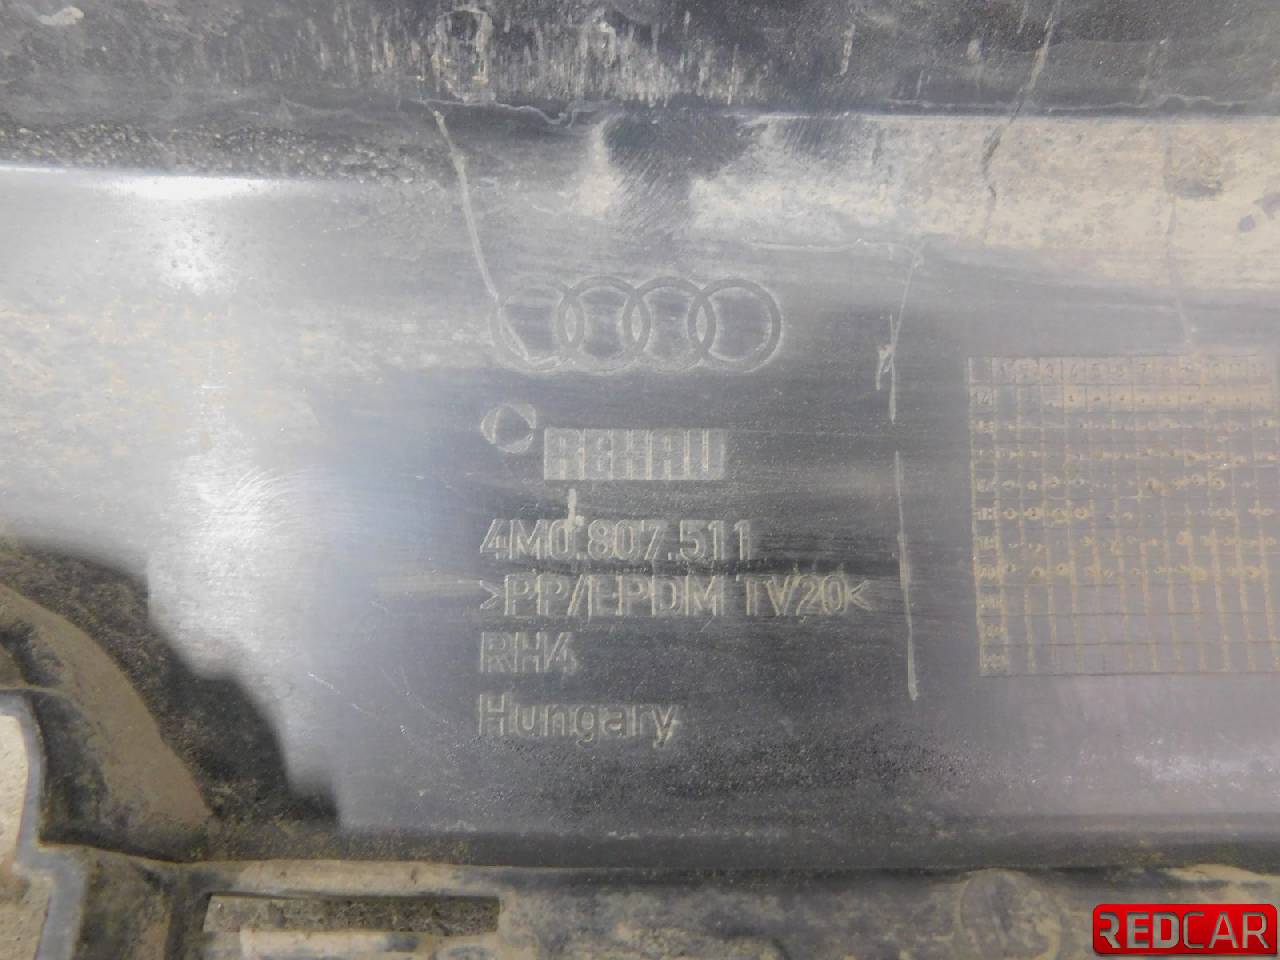 REHAU
4M0.807.511
>PP/EPDM TV20<
RH4
Hungary
REDCAR